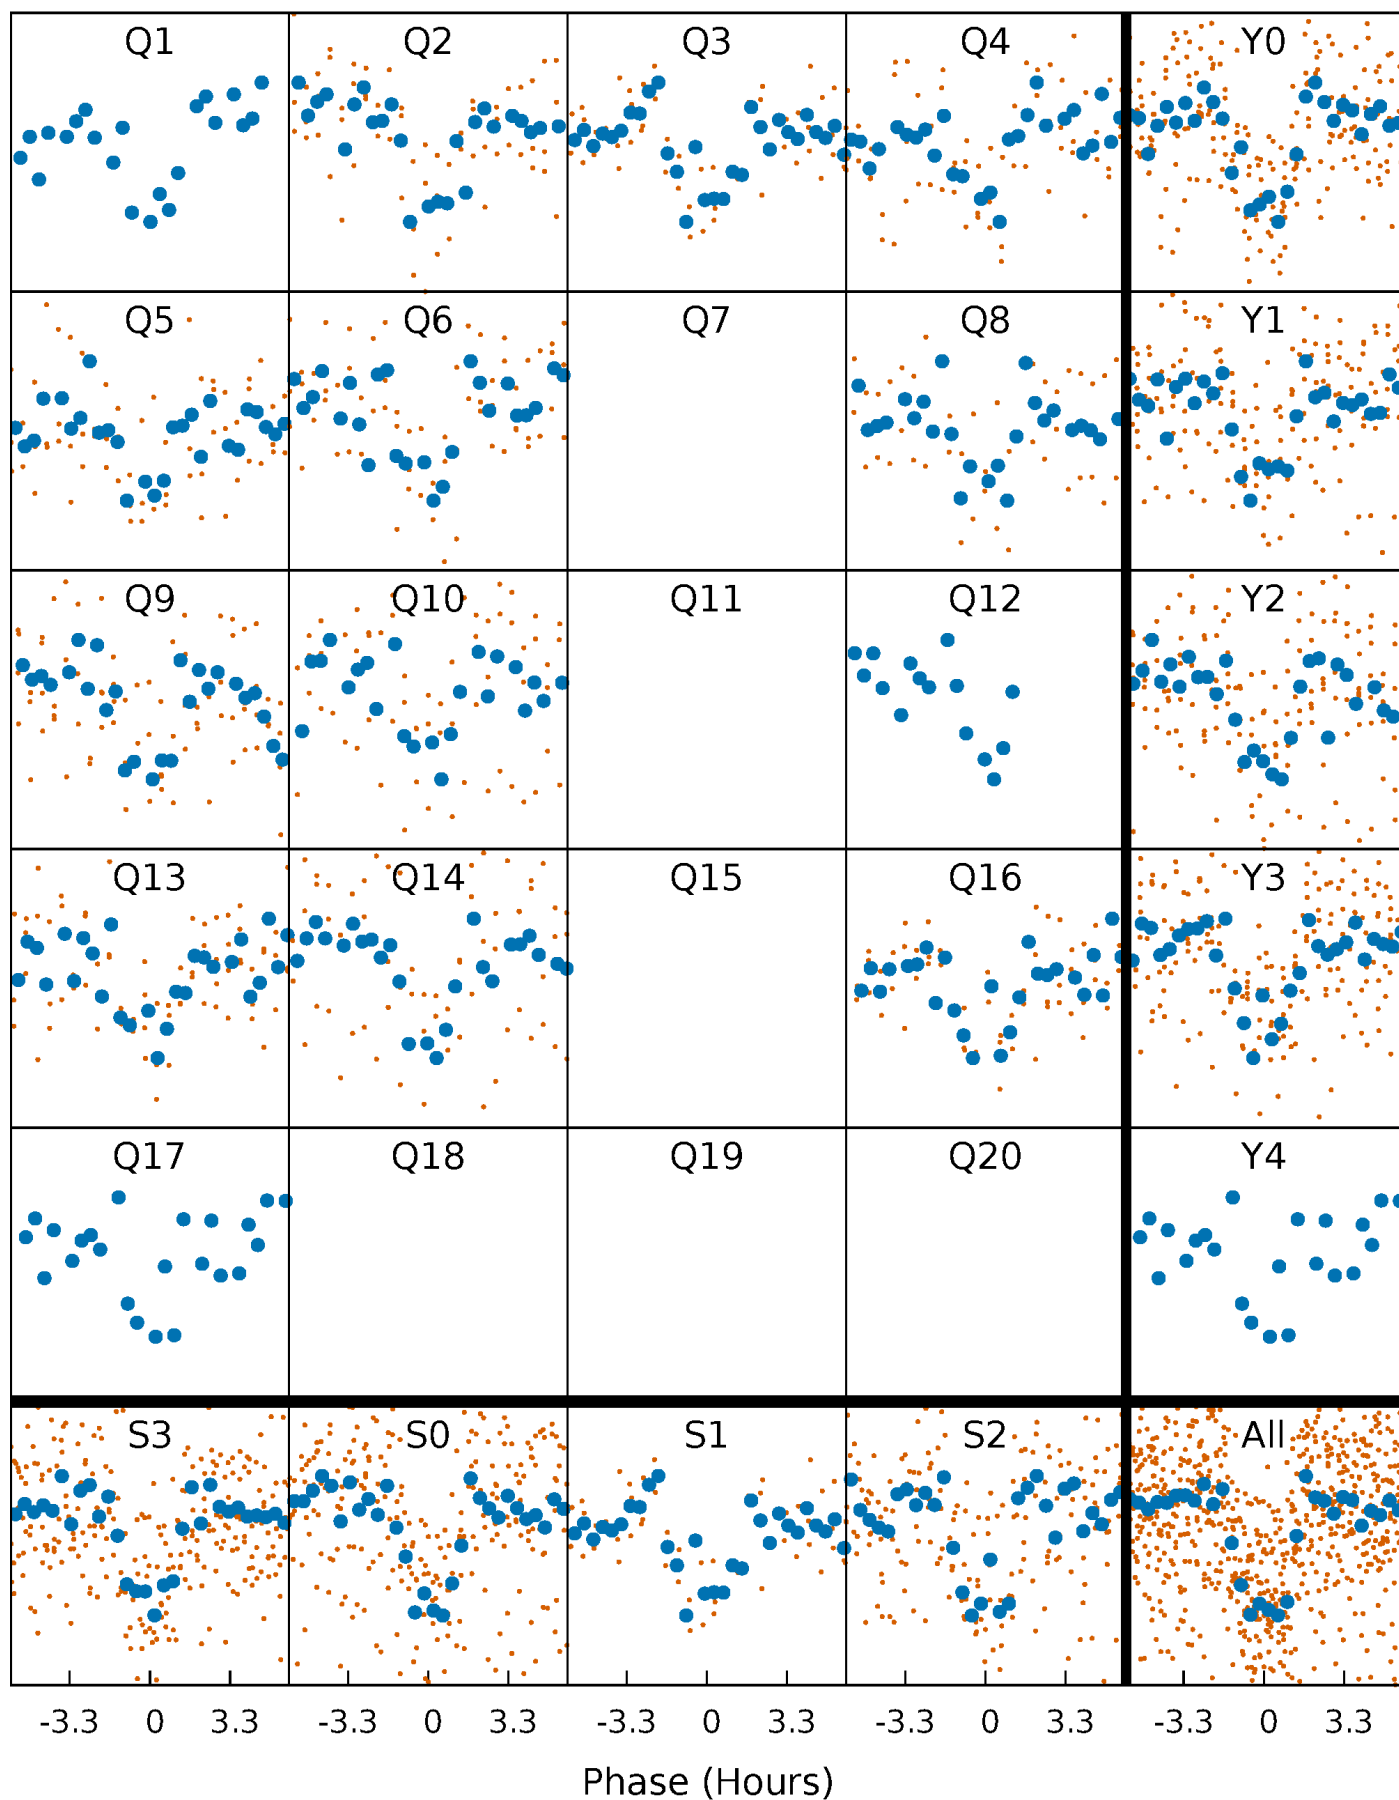 Q1 Q2 Q3 Q4 Y0
Q5 Q6 Q7 Q8 Y1
Q9 Q10 Q11 Q12 Y2
Q13 Q14 Q15 Q16 Y3
Q17 Q18 Q19 Q20 Y4
S3 S0 S1 S2 All
-3.3 0 3.3 -3.3 0 3.3 -3.3 0 3.3 -3.3 0 3.3 -3.3 0 3.3
Phase (Hours)